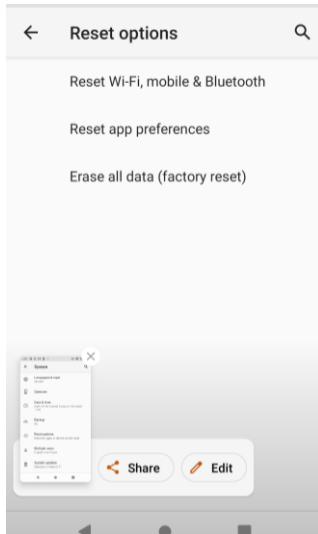 Reset options
Reset Wi-Fi, mobile & Bluetooth
Reset app preferences
Erase all data (factory reset)
System
Share
Edit